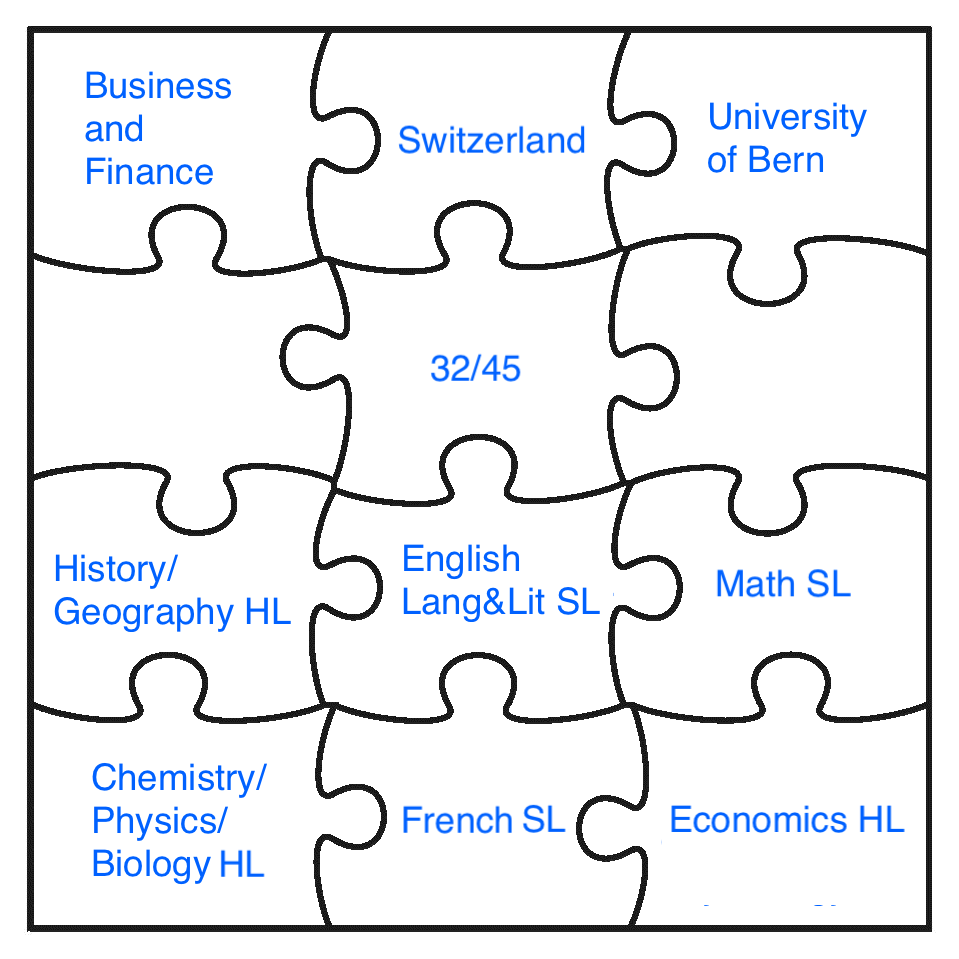 Business
and
Finance
Switzerland
University
of Bern
32/45
History/
Geography HL
English
Lang&Lit SL
Math SL
Chemistry/
Physics/
Biology HL
French SL
Economics HL